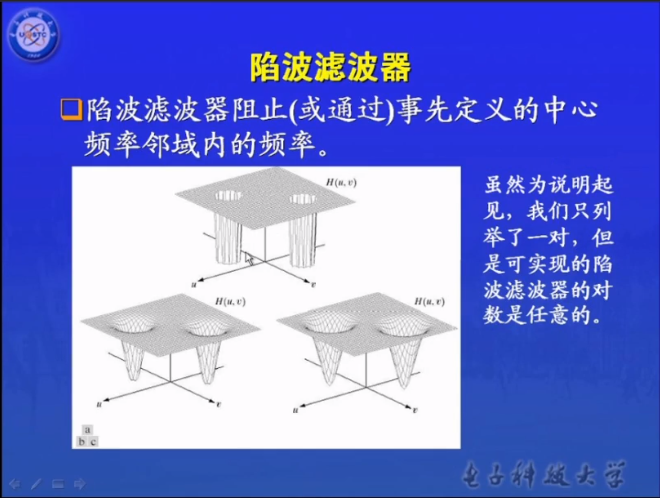 陷波滤波器
陷波滤波器阻止(或通过)事先定义的中心
频率邻域内的频率。
H(u, v)
u
v
H(u, v)
u
v
H(u, v)
u
v
a
b c
虽然为说明起
见，我们只列
举了一对，但
是可实现的陷
波滤波器的对
数是任意的。
电子科技大学